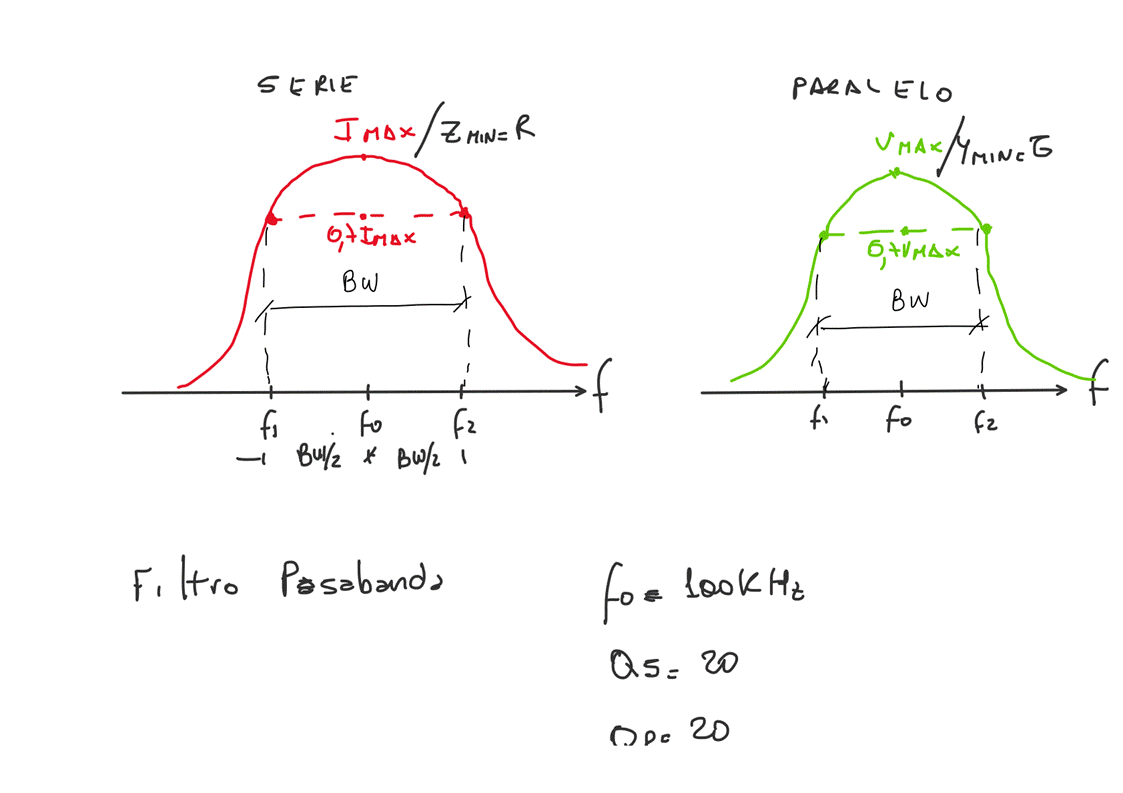 SERIE
IMAX/ZMIN=R
0,7IMAX
BW
f
f1 f0 f2
BW/2 BW/2
PARALELO
VMAX/YMIN=G
0,7VMAX
BW
f
f1 f0 f2
Filtro Pasabanda
f0= 100KHz
QS= 20
QP= 20